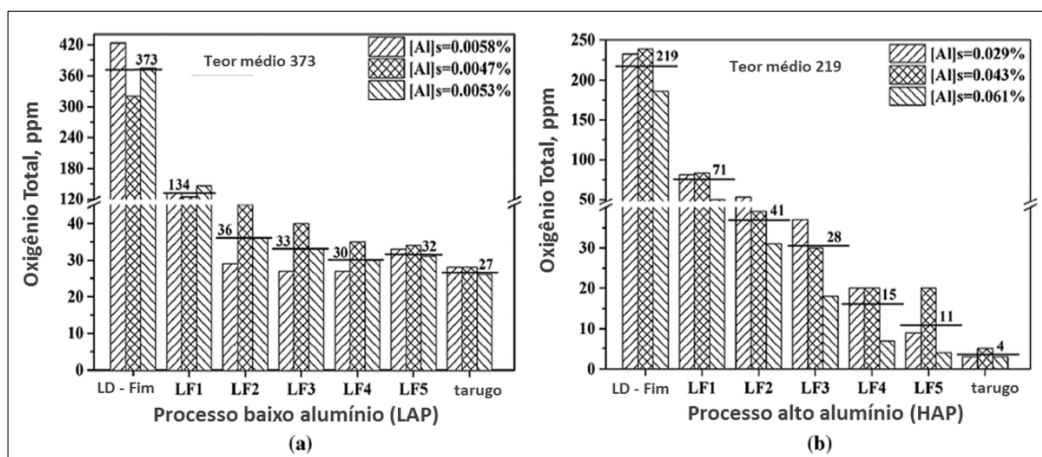 Teor médio 373
[Al]s=0.0058%
[Al]s=0.0047%
[Al]s=0.0053%
Oxigênio Total, ppm
420
360
300
180
120
40
30
20
10
0
373
134
36
33
30
32
27
LD - Fim LF1 LF2 LF3 LF4 LF5 tarugo
Processo baixo alumínio (LAP)
(a)
Teor médio 219
[Al]s=0.029%
[Al]s=0.043%
[Al]s=0.061%
Oxigênio Total, ppm
250
200
150
100
50
30
20
10
0
219
71
41
28
15
11
4
LD - Fim LF1 LF2 LF3 LF4 LF5 tarugo
Processo alto alumínio (HAP)
(b)